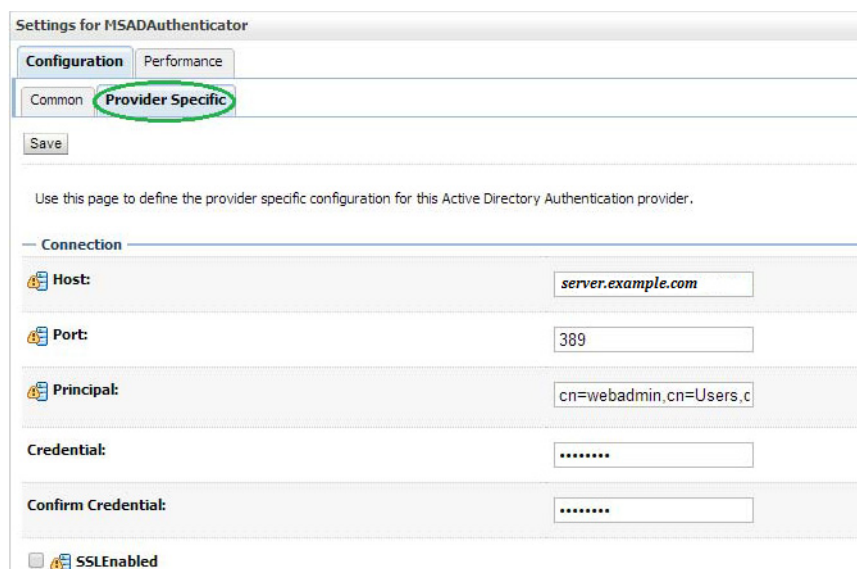 Settings for MSADAuthenticator
Configuration Performance
Common Provider Specific
Save
Use this page to define the provider specific configuration for this Active Directory Authentication provider.
Connection
Host: server.example.com
Port: 389
Principal: cn=webadmin,cn=Users,c
Credential: ••••••••
Confirm Credential: ••••••••
SSLEnabled